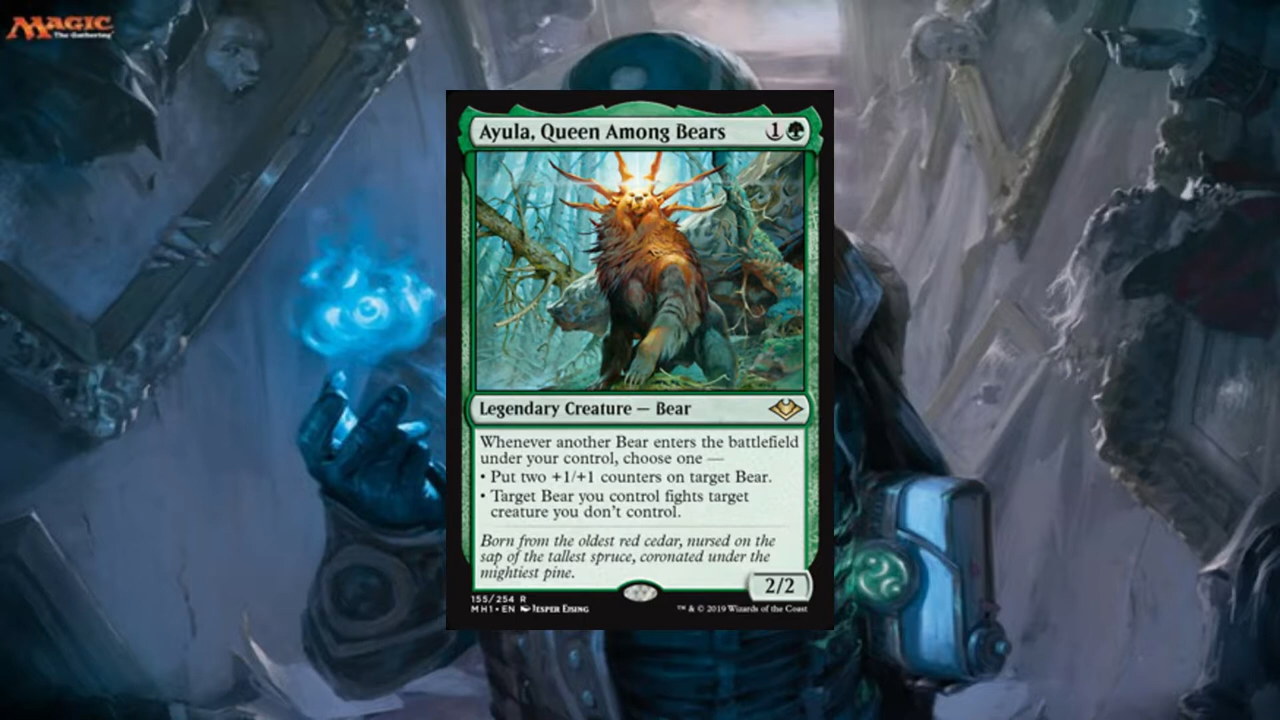 MAGIC
The Gathering
Ayula, Queen Among Bears 1
Legendary Creature — Bear
Whenever another Bear enters the battlefield
under your control, choose one —
• Put two +1/+1 counters on target Bear.
• Target Bear you control fights target
creature you don't control.
Born from the oldest red cedar, nursed on the
sap of the tallest spruce, coronated under the
mightiest pine.
2/2
155/254 R
MH1 • EN Jesper Ejsing
™ & © 2019 Wizards of the Coast